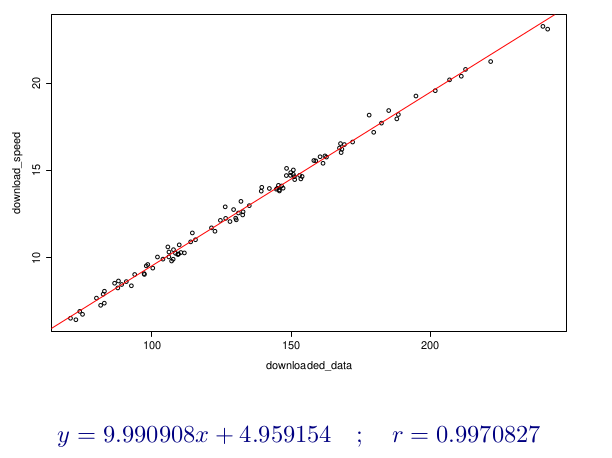 20
15
10
download_speed
100 150 200
downloaded_data
y = 9.990908x + 4.959154 ; r = 0.9970827